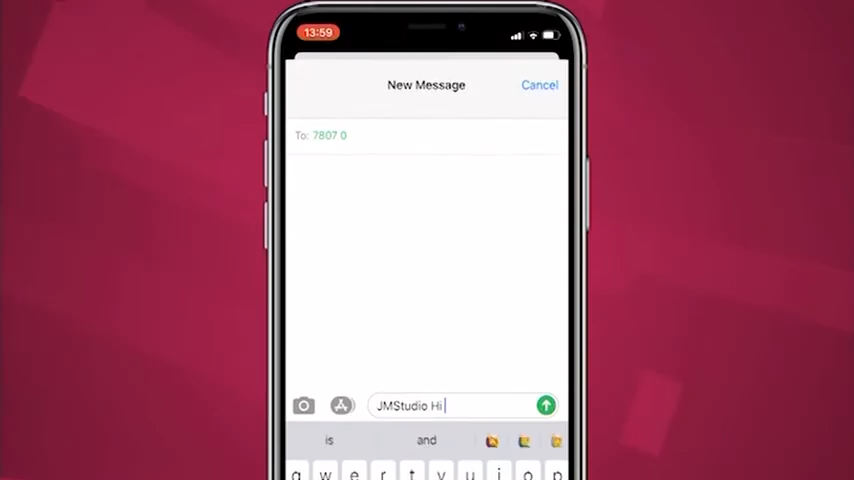 13:59
New Message
Cancel
To: 7807 0
JMStudio Hi
is
and
q w e r t y u i o p